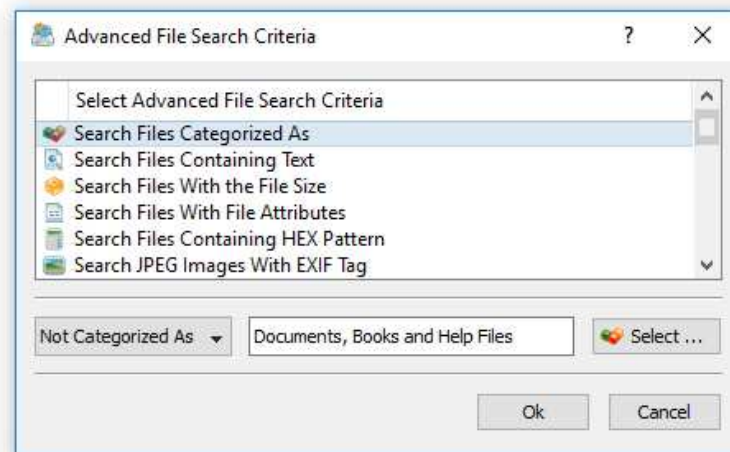 Advanced File Search Criteria
Select Advanced File Search Criteria
Search Files Categorized As
Search Files Containing Text
Search Files With the File Size
Search Files With File Attributes
Search Files Containing HEX Pattern
Search JPEG Images With EXIF Tag
Not Categorized As Documents, Books and Help Files Select ...
Ok Cancel